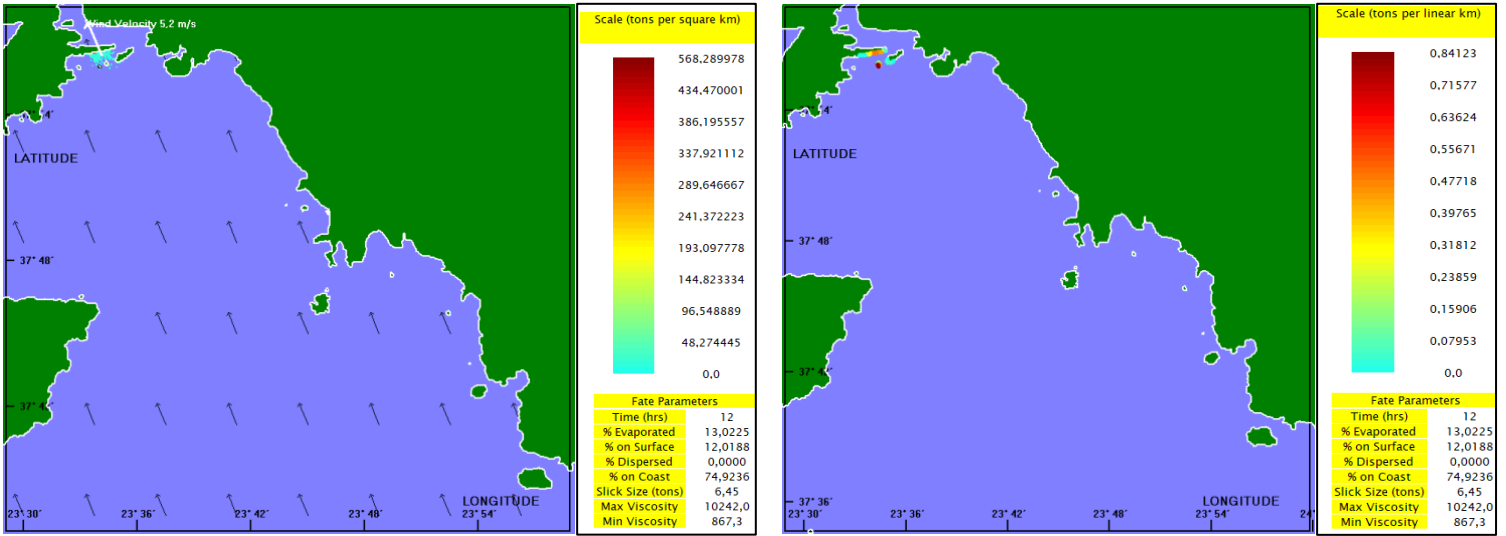 Wind Velocity 5,2 m/s
LATITUDE
37° 48'
LONGITUDE
23° 30'
23° 36'
23° 42'
23° 48'
23° 54'
Scale (tons per square km)
568,289978
434,470001
386,195557
337,921112
289,646667
241,372223
193,097778
144,823334
96,548889
48,274445
0,0
Fate Parameters
Time (hrs) 12
% Evaporated 13,0225
% on Surface 12,0188
% Dispersed 0,0000
% on Coast 74,9236
Slick Size (tons) 6,45
Max Viscosity 10242,0
Min Viscosity 867,3
LATITUDE
37° 48'
37° 36'
LONGITUDE
23° 30'
23° 36'
23° 42'
23° 48'
23° 54'
Scale (tons per linear km)
0,84123
0,71577
0,63624
0,55671
0,47718
0,39765
0,31812
0,23859
0,15906
0,07953
0,0
Fate Parameters
Time (hrs) 12
% Evaporated 13,0225
% on Surface 12,0188
% Dispersed 0,0000
% on Coast 74,9236
Slick Size (tons) 6,45
Max Viscosity 10242,0
Min Viscosity 867,3